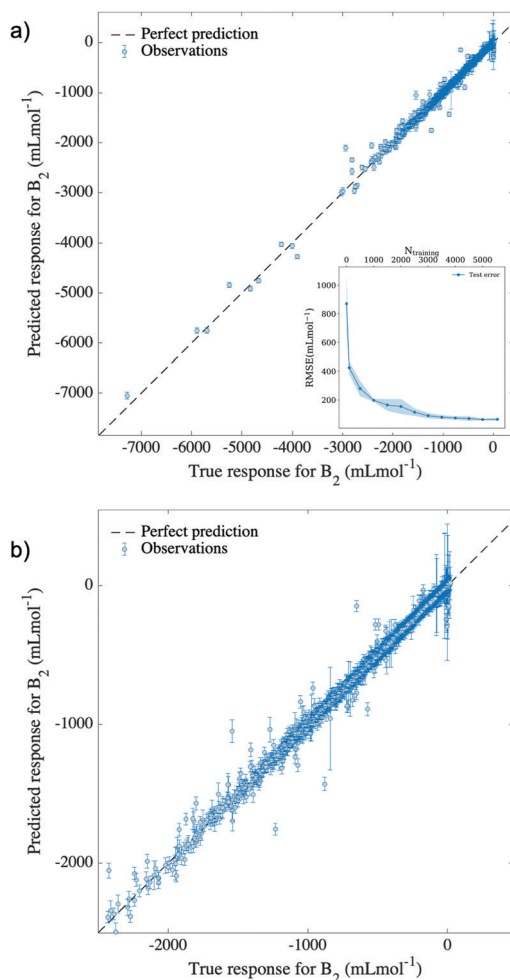 a)
Perfect prediction
Observations
0
-1000
-2000
-3000
-4000
-5000
-6000
-7000
Predicted response for B2 (mLmol−1)
Ntraining
0 1000 2000 3000 4000 5000
Test error
1000
800
600
400
200
RMSE(mLmol−1)
-7000 -6000 -5000 -4000 -3000 -2000 -1000 0
True response for B2 (mLmol−1)
b)
Perfect prediction
Observations
0
-1000
-2000
Predicted response for B2 (mLmol−1)
-2000 -1000 0
True response for B2 (mLmol−1)